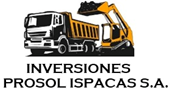 INVERSIONES
PROSOL ISPACAS S.A.